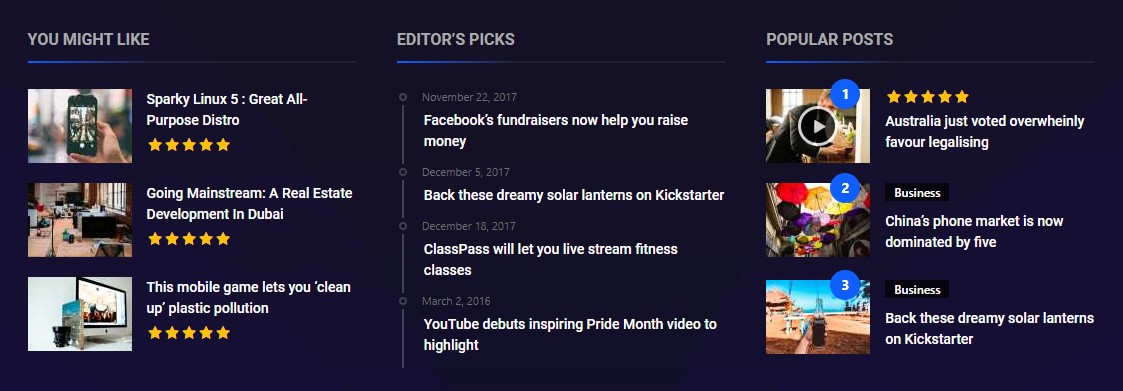 YOU MIGHT LIKE
Sparky Linux 5 : Great All-
Purpose Distro
Going Mainstream: A Real Estate
Development In Dubai
This mobile game lets you ‘clean
up’ plastic pollution
EDITOR’S PICKS
November 22, 2017
Facebook’s fundraisers now help you raise
money
December 5, 2017
Back these dreamy solar lanterns on Kickstarter
December 18, 2017
ClassPass will let you live stream fitness
classes
March 2, 2016
YouTube debuts inspiring Pride Month video to
highlight
POPULAR POSTS
1
Australia just voted overwheinly
favour legalising
2
Business
China’s phone market is now
dominated by five
3
Business
Back these dreamy solar lanterns
on Kickstarter